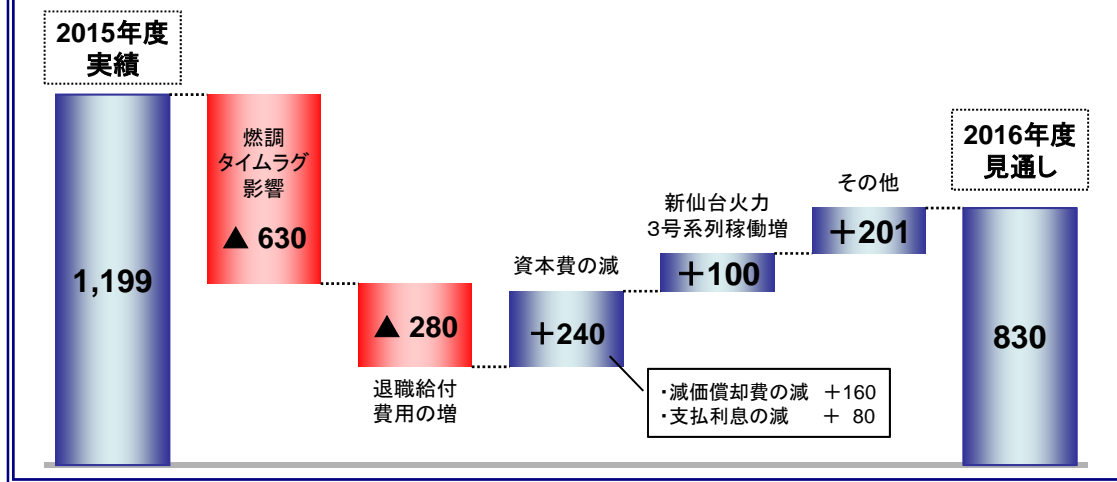 2015年度
実績
1,199
燃調
タイムラグ
影響
▲ 630
▲ 280
退職給付
費用の増
資本費の減
＋240
・減価償却費の減 ＋160
・支払利息の減 ＋ 80
新仙台火力
３号系列稼働増
＋100
その他
＋201
2016年度
見通し
830